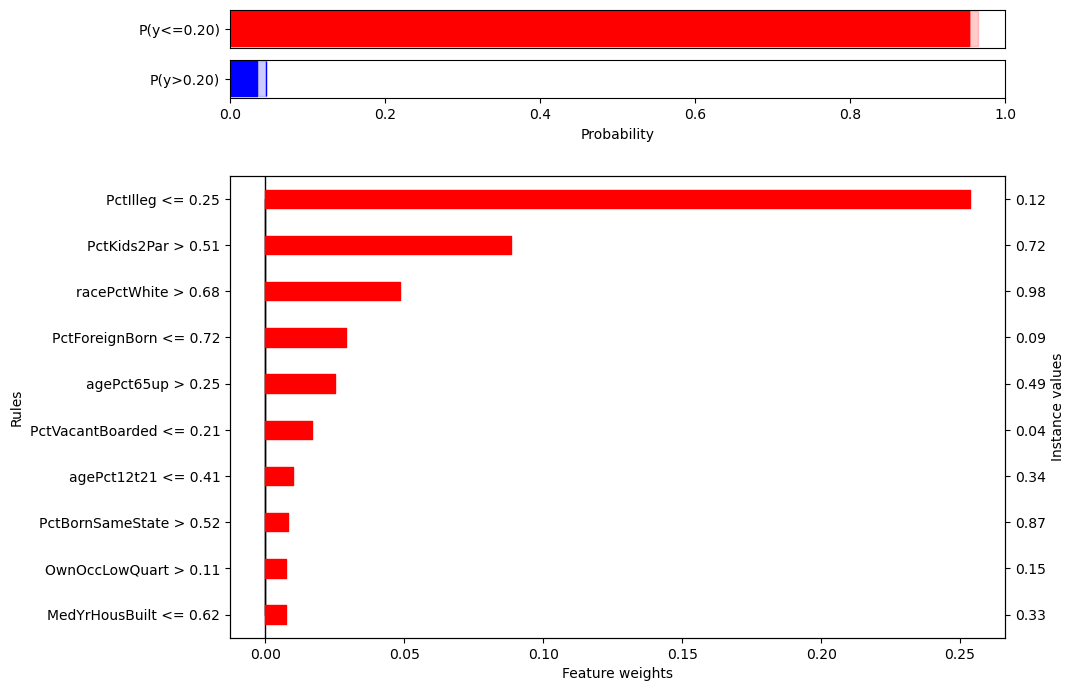 P(y<=0.20)
P(y>0.20)
0.0 0.2 0.4 0.6 0.8 1.0
Probability
Rules
PctIlleg <= 0.25 0.12
PctKids2Par > 0.51 0.72
racePctWhite > 0.68 0.98
PctForeignBorn <= 0.72 0.09
agePct65up > 0.25 0.49
PctVacantBoarded <= 0.21 0.04
agePct12t21 <= 0.41 0.34
PctBornSameState > 0.52 0.87
OwnOccLowQuart > 0.11 0.15
MedYrHousBuilt <= 0.62 0.33
Instance values
0.00 0.05 0.10 0.15 0.20 0.25
Feature weights